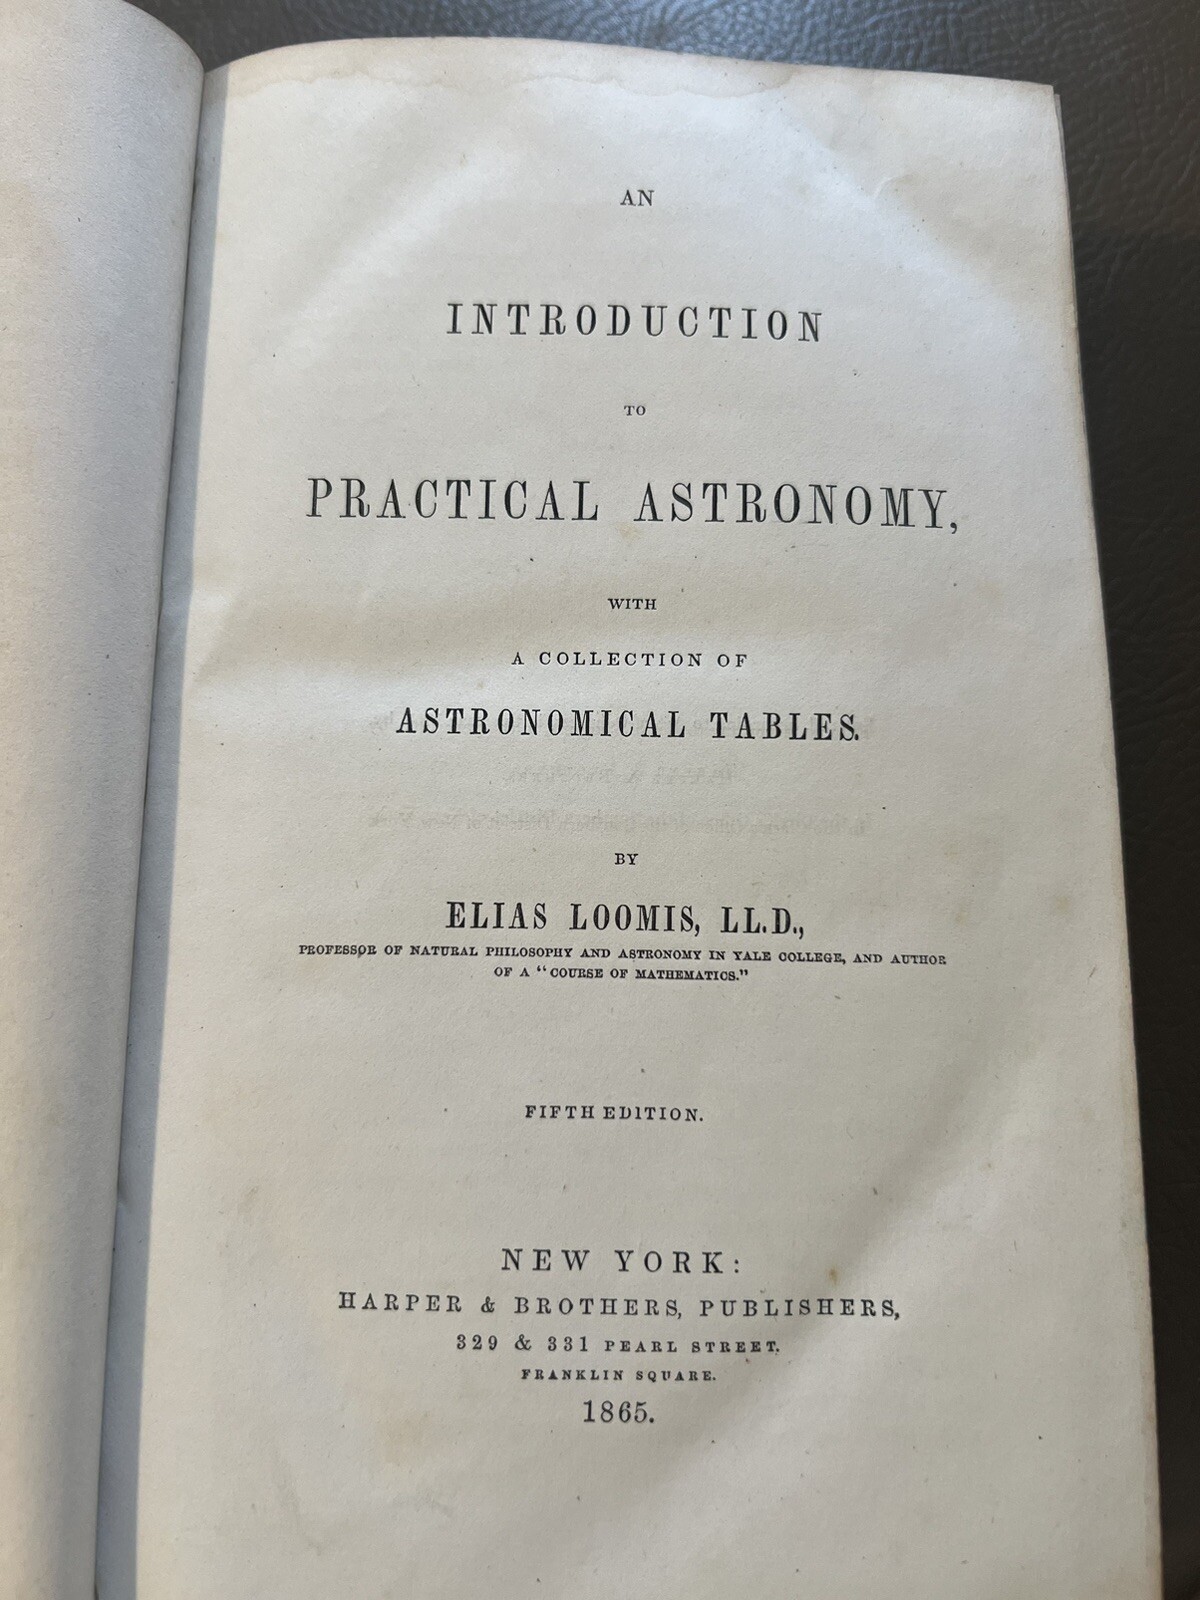 AN
INTRODUCTION
TO
PRACTICAL ASTRONOMY,
WITH
A COLLECTION OF
ASTRONOMICAL TABLES.
BY
ELIAS LOOMIS, LL.D.,
PROFESSOR OF NATURAL PHILOSOPHY AND ASTRONOMY IN YALE COLLEGE, AND AUTHOR
OF A "COURSE OF MATHEMATICS."
FIFTH EDITION.
NEW YORK:
HARPER & BROTHERS, PUBLISHERS,
329 & 331 PEARL STREET.
FRANKLIN SQUARE.
1865.